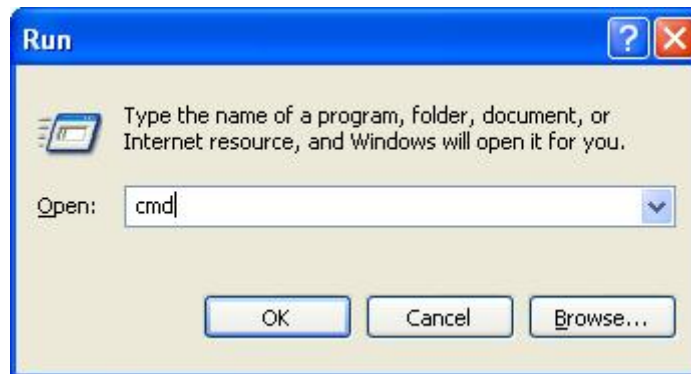 Run
Type the name of a program, folder, document, or
Internet resource, and Windows will open it for you.
Open: cmd
OK Cancel Browse...